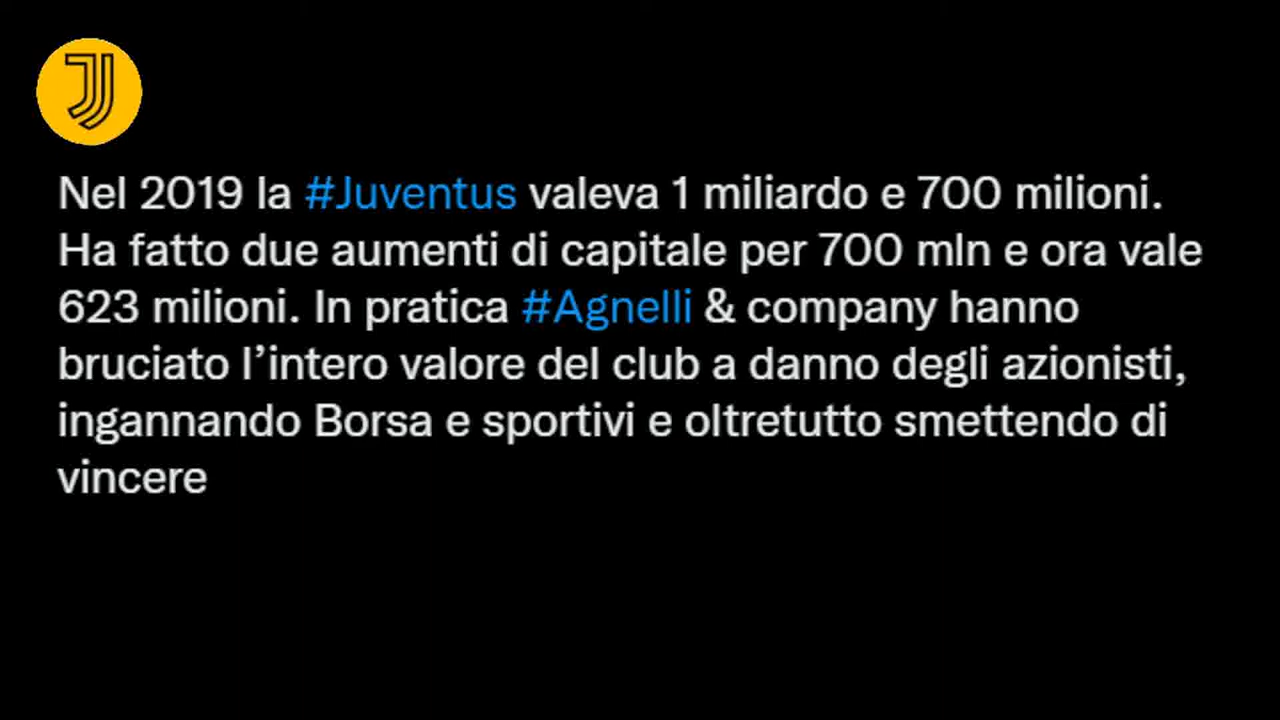 Nel 2019 la #Juventus valeva 1 miliardo e 700 milioni.
Ha fatto due aumenti di capitale per 700 mln e ora vale
623 milioni. In pratica #Agnelli & company hanno
bruciato l’intero valore del club a danno degli azionisti,
ingannando Borsa e sportivi e oltretutto smettendo di
vincere